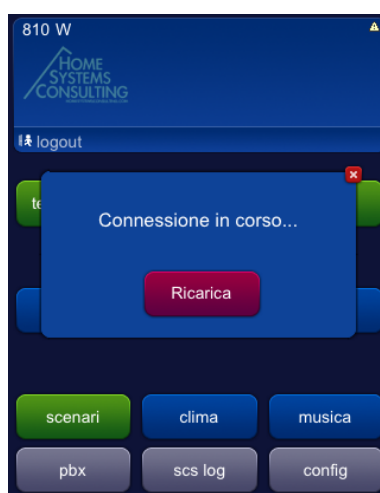 810 W
HOME
SYSTEMS
CONSULTING
logout
Connessione in corso...
Ricarica
scenari clima musica
pbx scs log config